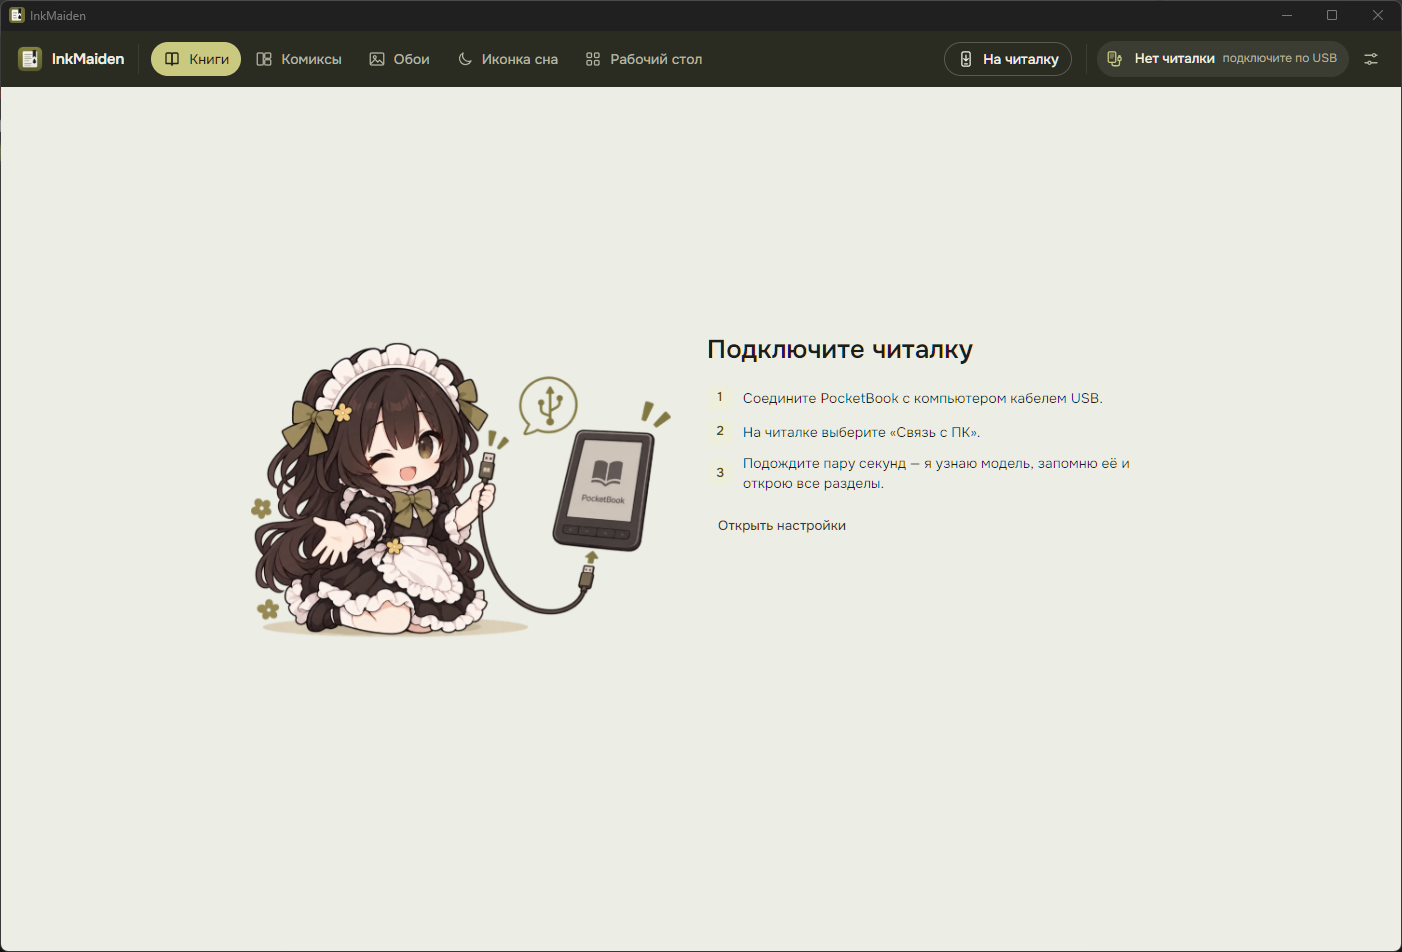 InkMaiden
InkMaiden
Книги
Комиксы
Обои
Иконка сна
Рабочий стол
На читалку
Нет читалки подключите по USB
Подключите читалку
1 Соедините PocketBook с компьютером кабелем USB.
2 На читалке выберите «Связь с ПК».
3 Подождите пару секунд — я узнаю модель, запомню её и
открою все разделы.
Открыть настройки
PocketBook